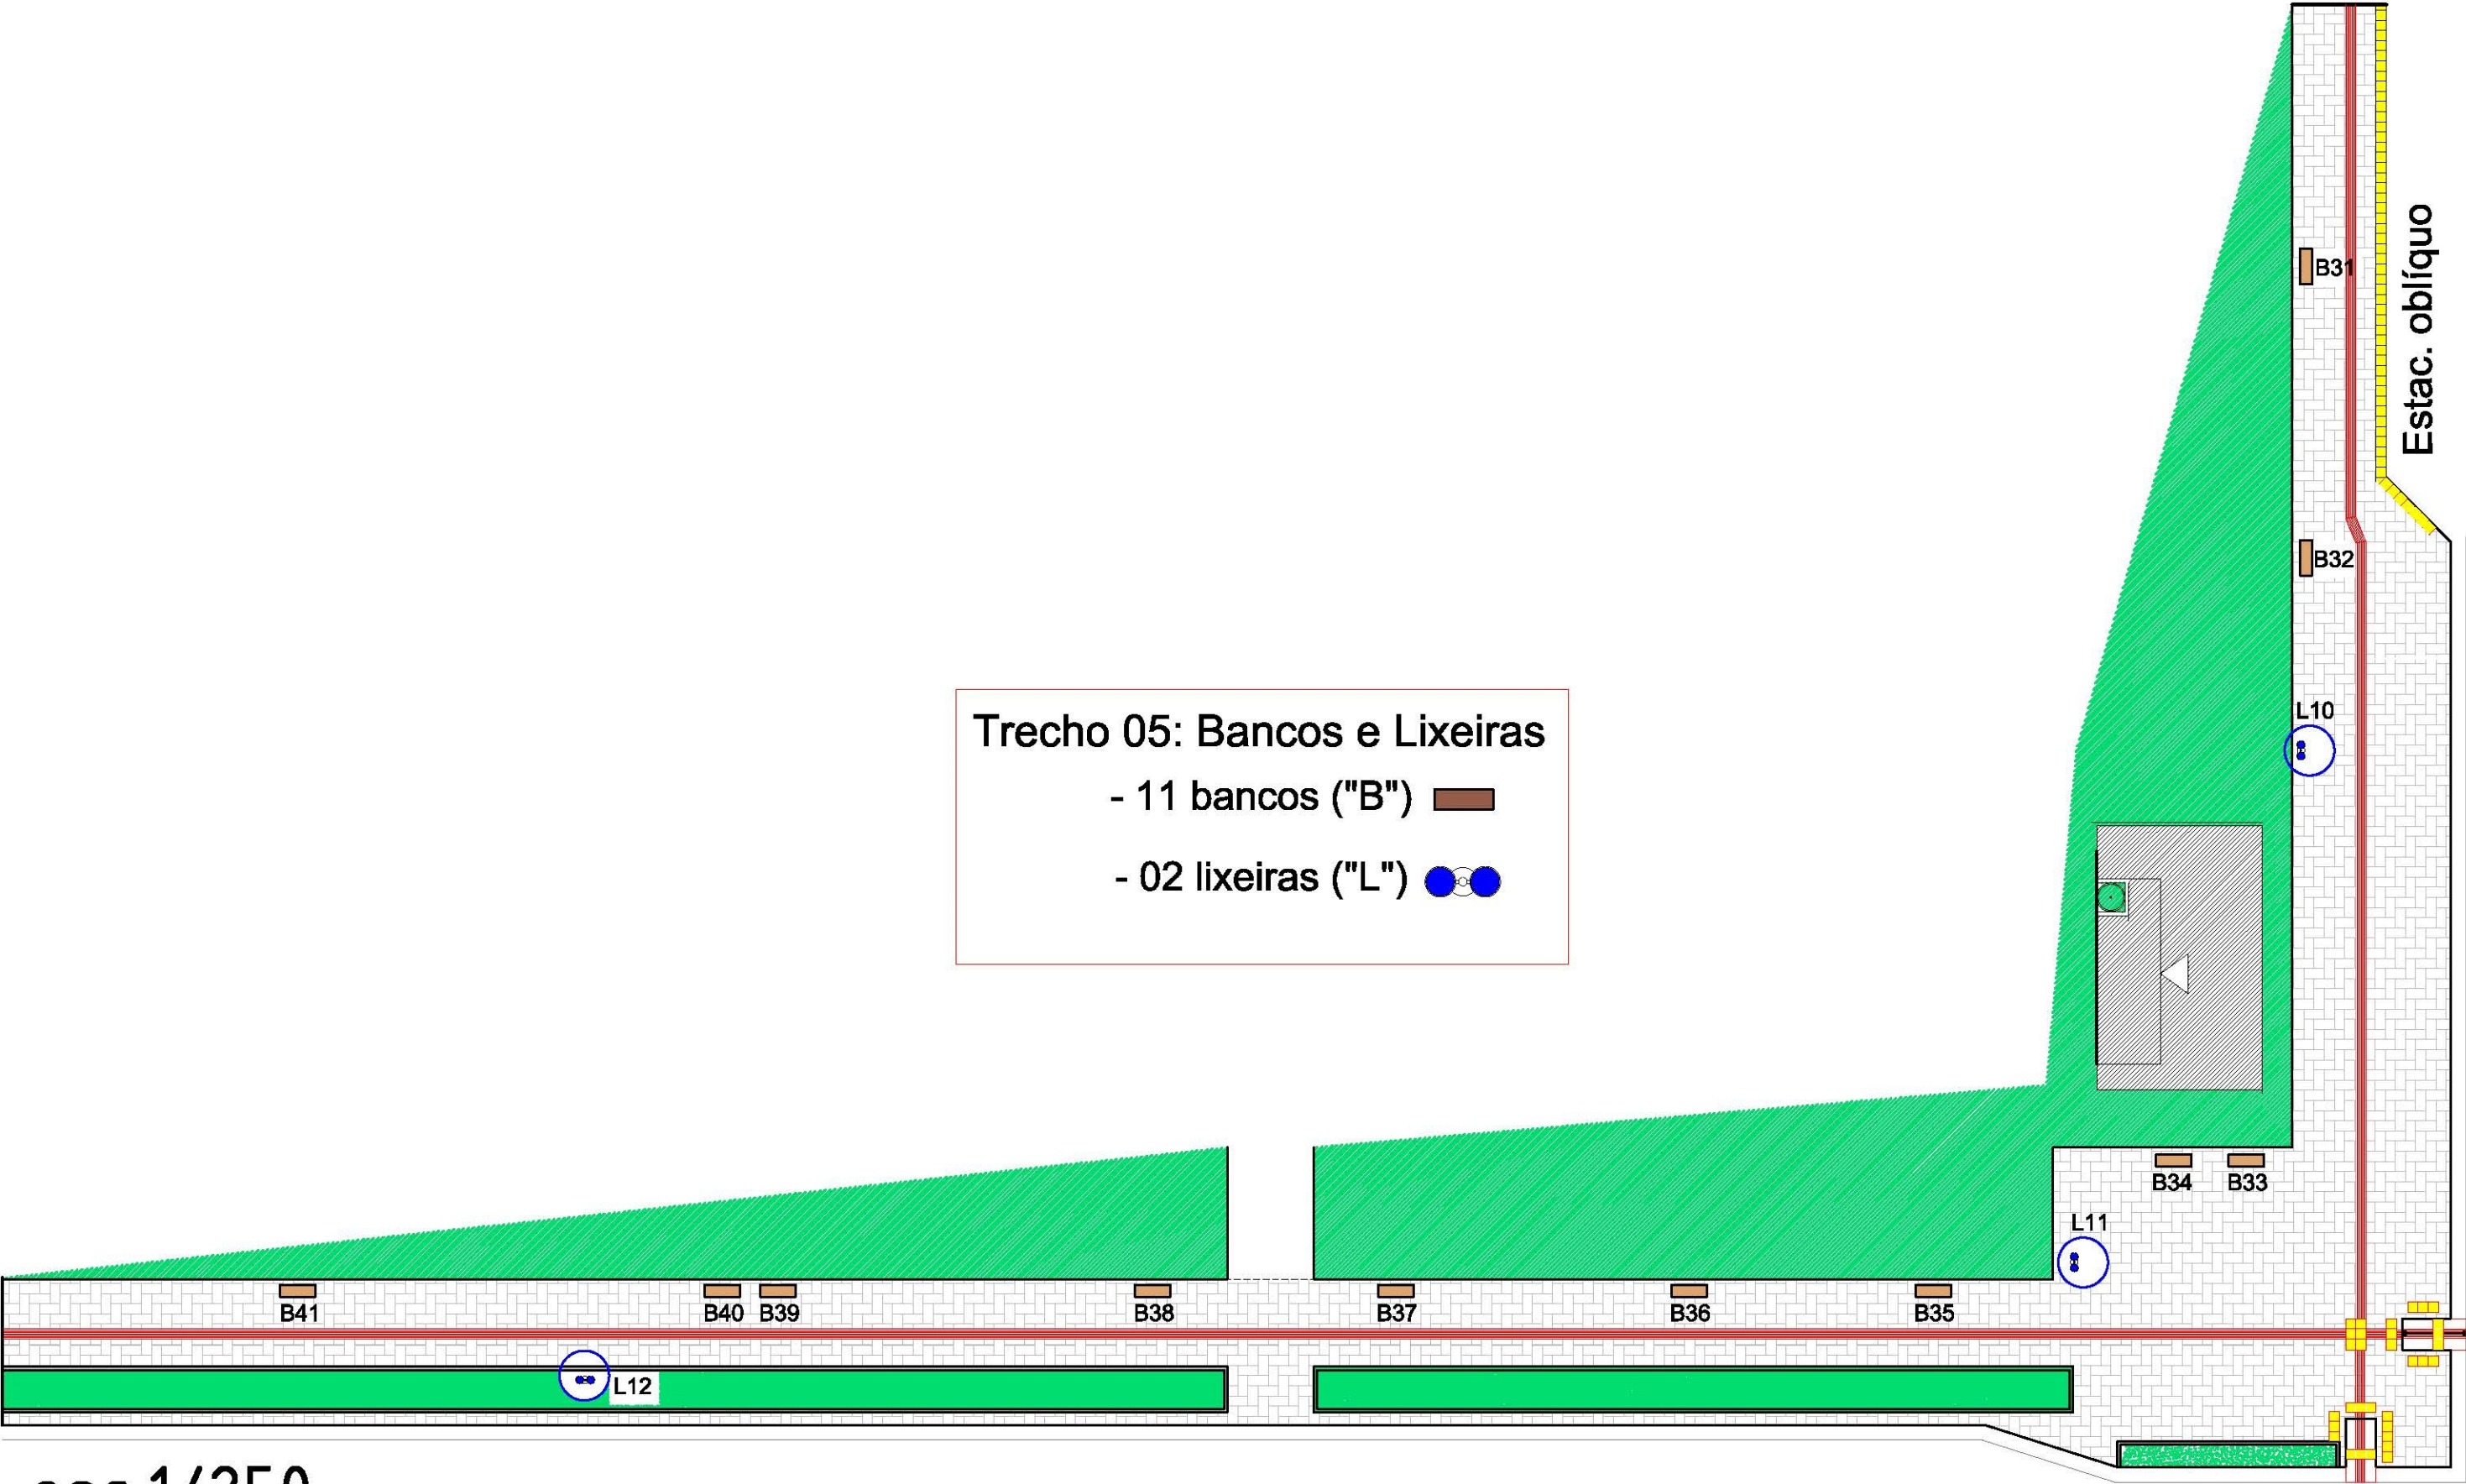 Estac. oblíquo
B31
B32
L10
Trecho 05: Bancos e Lixeiras
- 11 bancos ("B")
- 02 lixeiras ("L")
B34 B33
L11
B41 B40 B39 B38 B37 B36 B35
L12